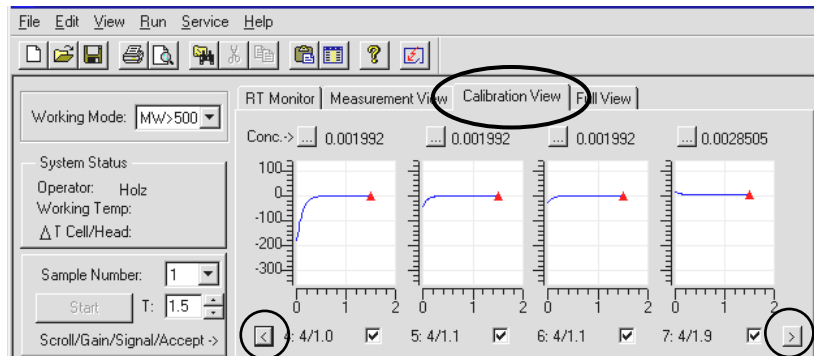 File Edit View Run Service Help
RT Monitor Measurement View Calibration View Full View
Working Mode: MW>500
Conc.-> ... 0.001992 ... 0.001992 ... 0.001992 ... 0.0028505
System Status
Operator: Holz
Working Temp:
Δ T Cell/Head:
100
0
-100
-200
-300
0 1 2 0 1 2 0 1 2 0 1 2
Sample Number: 1
Start T: 1.5
Scroll/Gain/Signal/Accept -> < 4: 4/1.0 5: 4/1.1 6: 4/1.1 7: 4/1.9 >